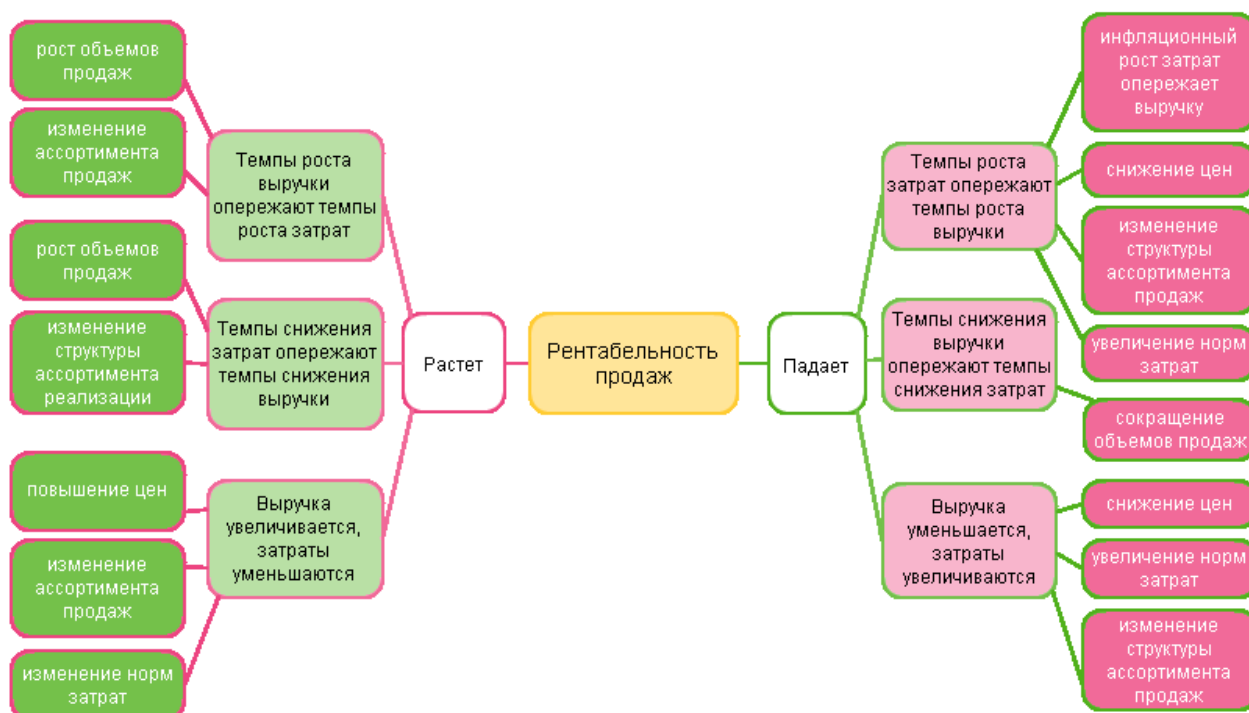 рост объемов
продаж
изменение
ассортимента
продаж
Темпы роста
выручки
опережают темпы
роста затрат
рост объемов
продаж
изменение
структуры
ассортимента
реализации
Темпы снижения
затрат опережают
темпы снижения
выручки
повышение цен
изменение
ассортимента
продаж
изменение норм
затрат
Выручка
увеличивается,
затраты
уменьшаются
Растет
Рентабельность
продаж
Падает
Темпы роста
затрат опережают
темпы роста
выручки
инфляционный
рост затрат
опережает
выручку
снижение цен
изменение
структуры
ассортимента
продаж
увеличение норм
затрат
Темпы снижения
выручки
опережают темпы
снижения затрат
сокращение
объемов продаж
Выручка
уменьшается,
затраты
увеличиваются
снижение цен
увеличение норм
затрат
изменение
структуры
ассортимента
продаж